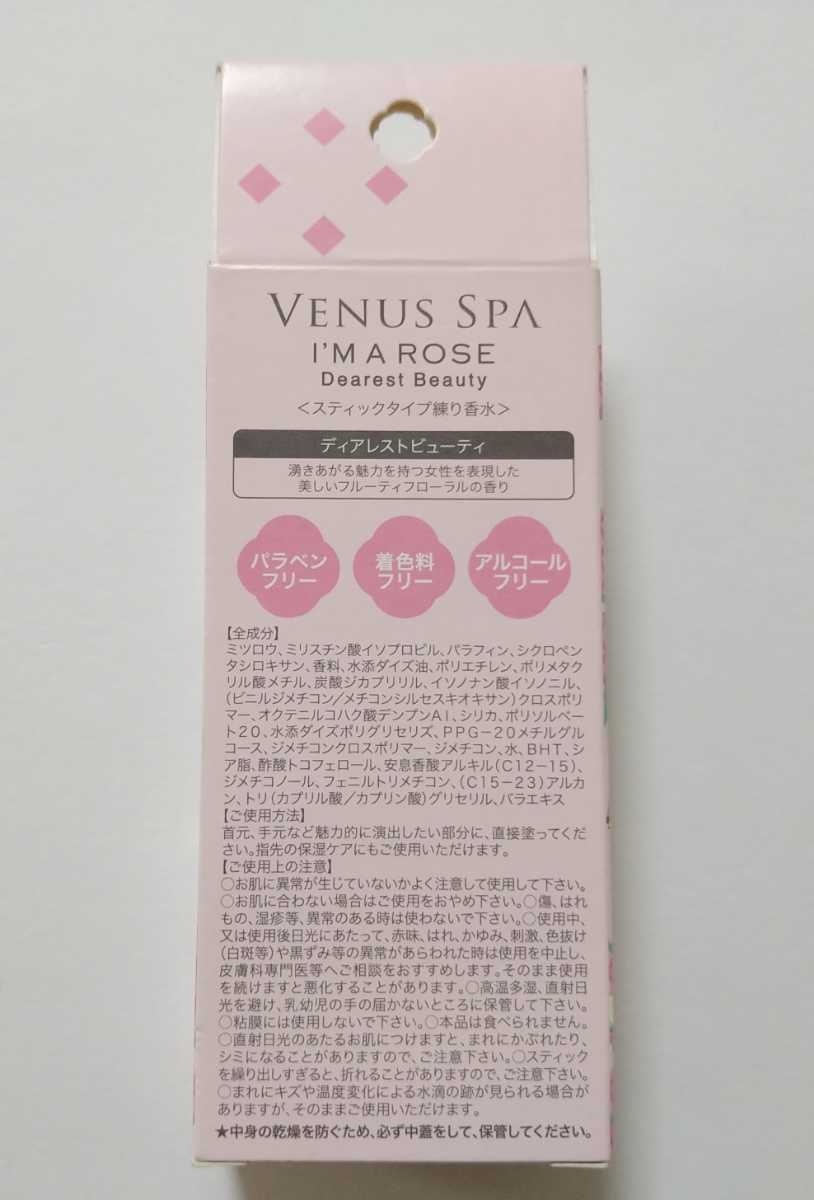 VENUS SPA
I'M A ROSE
Dearest Beauty
＜スティックタイプ練り香水＞
ディアレストビューティ
湧きあがる魅力を持つ女性を表現した
美しいフルーティフローラルの香り
パラベン
フリー
着色料
フリー
アルコール
フリー
【全成分】
ミツロウ、ミリスチン酸イソプロピル、パラフィン、シクロペン
タシロキサン、香料、水添ダイズ油、ポリエチレン、ポリメタク
リル酸メチル、炭酸ジカプリリル、イソノナン酸イソノニル、
（ビニルジメチコン／メチコンシルセスキオキサン）クロスポリ
マー、オクテニルコハク酸デンプンAl、シリカ、ポリソルベー
ト20、水添ダイズポリグリセリズ、PPG－20メチルグル
コース、ジメチコンクロスポリマー、ジメチコン、水、BHT、シ
ア脂、酢酸トコフェロール、安息香酸アルキル（C12－15）、
ジメチコノール、フェニルトリメチコン、（C15－23）アルカ
ン、トリ（カプリル酸／カプリン酸）グリセリル、バラエキス
【ご使用方法】
首元、手元など魅力的に演出したい部分に、直接塗ってくだ
さい。指先の保湿ケアにもご使用いただけます。
【ご使用上の注意】
○お肌に異常が生じていないかよく注意して使用して下さい。
○お肌に合わない場合はご使用をおやめ下さい。○傷、はれ
もの、湿疹等、異常のある時は使わないで下さい。○使用中、
又は使用後日光にあたって、赤味、はれ、かゆみ、刺激、色抜け
（白斑等）や黒ずみ等の異常があらわれた時は使用を中止し、
皮膚科専門医等へご相談をおすすめします。そのまま使用
を続けますと悪化することがあります。○高温多湿、直射日
光を避け、乳幼児の手の届かないところに保管して下さい。
○粘膜には使用しないで下さい。○本品は食べられません。
○直射日光のあたるお肌につけますと、まれにかぶれたり、
シミになることがありますので、ご注意下さい。○スティック
を繰り出しすぎると、折れることがありますので、ご注意下さい。
○まれにキズや温度変化による水滴の跡が見られる場合が
ありますが、そのままご使用いただけます。
★中身の乾燥を防ぐため、必ず中蓋をして、保管してください。